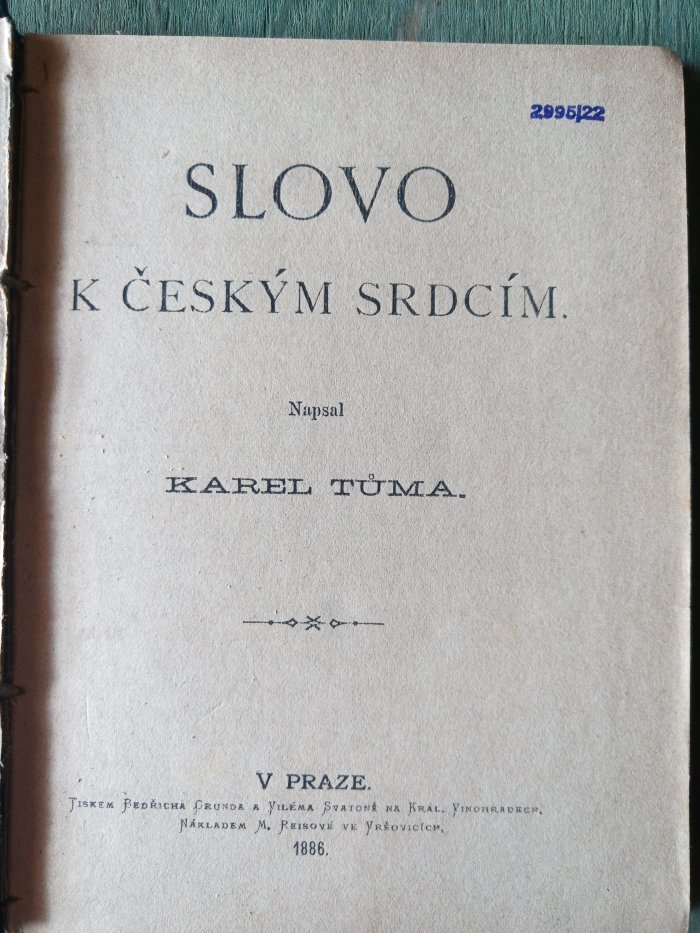 2995/22
SLOVO
K ČESKÝM SRDCÍM.
Napsal
KAREL TŮMA.
V PRAZE.
Tiskem Bedřicha Grunda a Viléma Svatoně na Král. Vinohradech.
Nákladem M. Reisové ve Vršovicích.
1886.